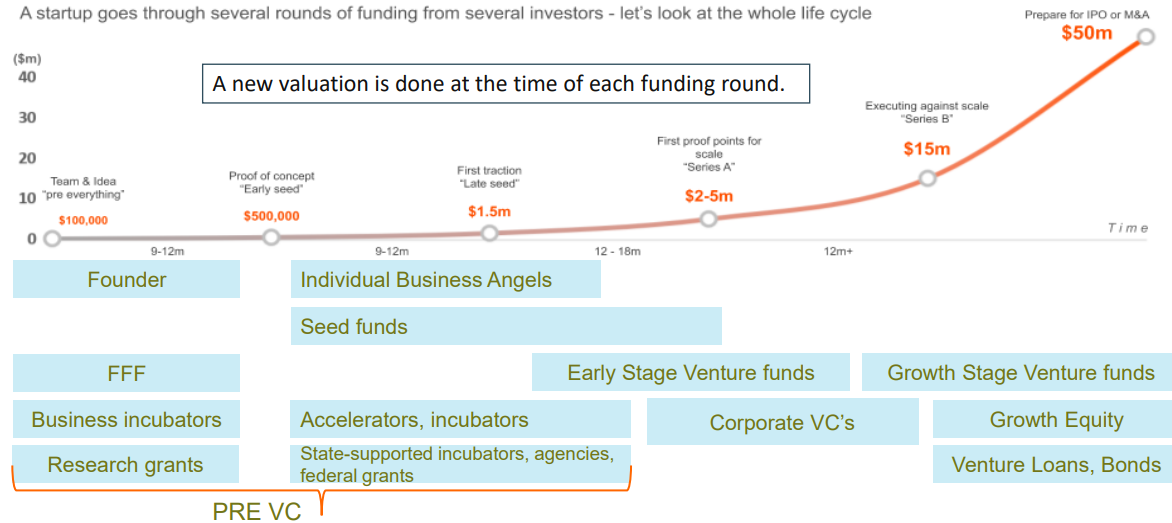 A startup goes through several rounds of funding from several investors - let's look at the whole life cycle
Prepare for IPO or M&A
$50m
($m)
40
30
20
10
0
A new valuation is done at the time of each funding round.
Team & Idea
"pre everything"
$100,000
Proof of concept
"Early seed"
$500,000
First traction
"Late seed"
$1.5m
First proof points for
scale
"Series A"
$2-5m
Executing against scale
"Series B"
$15m
Time
9-12m
9-12m
12 - 18m
12m+
Founder
Individual Business Angels
Seed funds
FFF
Early Stage Venture funds
Growth Stage Venture funds
Business incubators
Accelerators, incubators
Corporate VC's
Growth Equity
Research grants
State-supported incubators, agencies,
federal grants
Venture Loans, Bonds
PRE VC